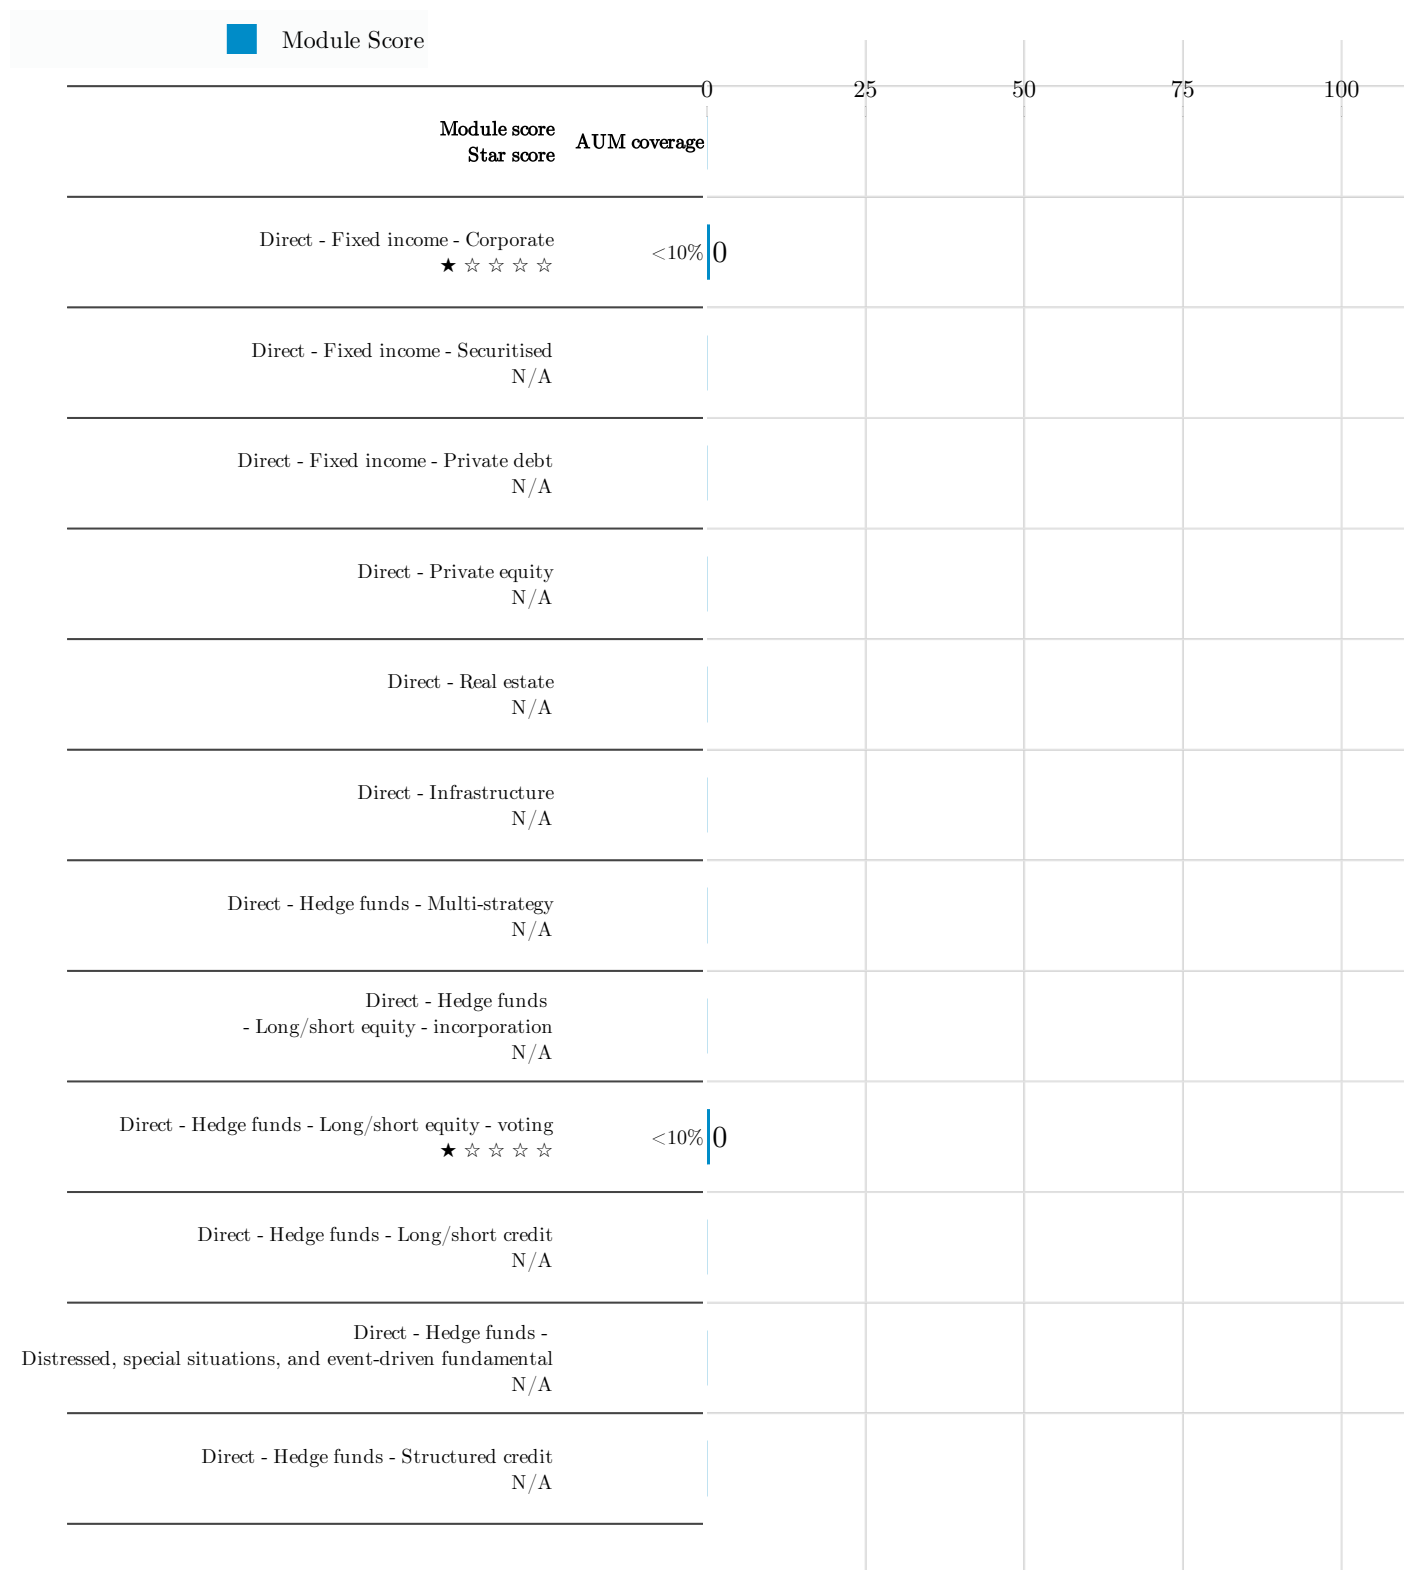 Module Score
0 25 50 75 100
Module score
Star score
AUM coverage
Direct - Fixed income - Corporate
★ ☆ ☆ ☆ ☆
<10% 0
Direct - Fixed income - Securitised
N/A
Direct - Fixed income - Private debt
N/A
Direct - Private equity
N/A
Direct - Real estate
N/A
Direct - Infrastructure
N/A
Direct - Hedge funds - Multi-strategy
N/A
Direct - Hedge funds
- Long/short equity - incorporation
N/A
Direct - Hedge funds - Long/short equity - voting
★ ☆ ☆ ☆ ☆
<10% 0
Direct - Hedge funds - Long/short credit
N/A
Direct - Hedge funds -
Distressed, special situations, and event-driven fundamental
N/A
Direct - Hedge funds - Structured credit
N/A